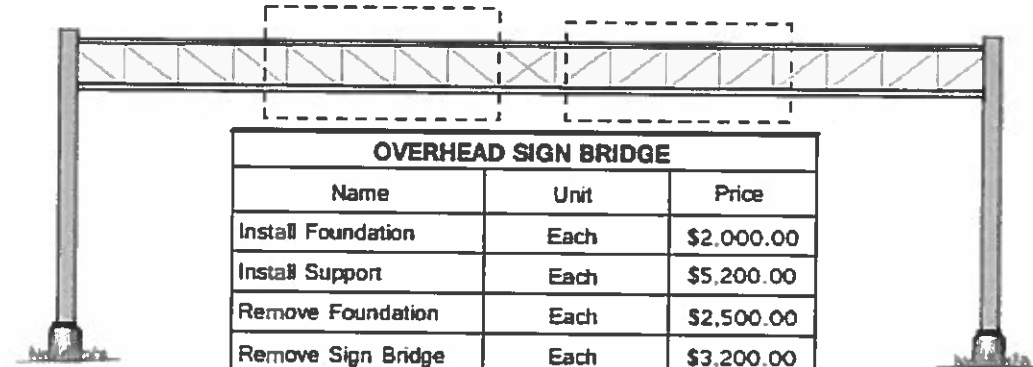 OVERHEAD SIGN BRIDGE
Name Unit Price
Install Foundation Each $2,000.00
Install Support Each $5,200.00
Remove Foundation Each $2,500.00
Remove Sign Bridge Each $3,200.00